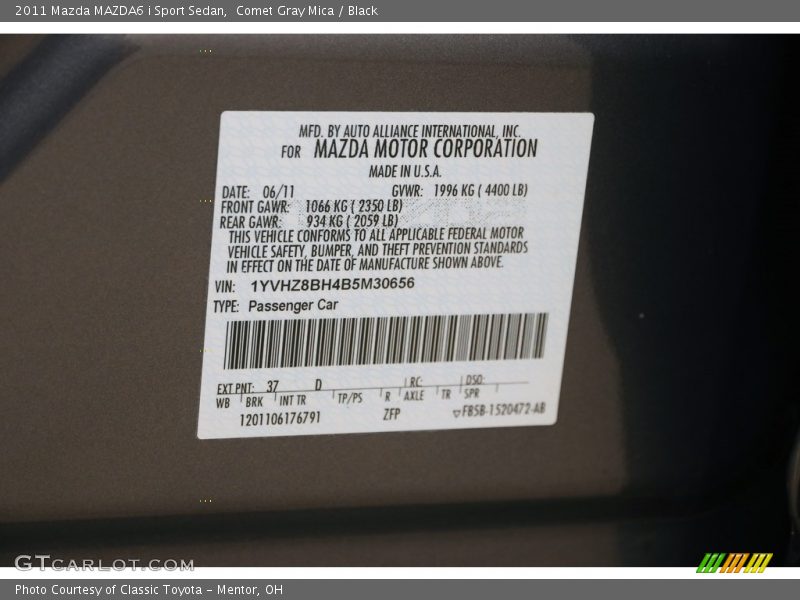 2011 Mazda MAZDA6 i Sport Sedan,  Comet Gray Mica / Black
MFD. BY AUTO ALLIANCE INTERNATIONAL, INC.
FOR MAZDA MOTOR CORPORATION
MADE IN U.S.A.
DATE: 06/11 GVWR: 1996 KG ( 4400 LB)
FRONT GAWR: 1066 KG ( 2350 LB)
REAR GAWR: 934 KG ( 2059 LB)
THIS VEHICLE CONFORMS TO ALL APPLICABLE FEDERAL MOTOR
VEHICLE SAFETY, BUMPER, AND THEFT PREVENTION STANDARDS
IN EFFECT ON THE DATE OF MANUFACTURE SHOWN ABOVE.
VIN: 1YVHZ8BH4B5M30656
TYPE: Passenger Car
EXT PNT: 37 D RC: DSO:
WB BRK INT TR TP/PS R AXLE TR SPR
1201106176791 ZFP ▽F85B-1520472-AB
GTCARLOT.COM
Photo Courtesy of Classic Toyota - Mentor, OH